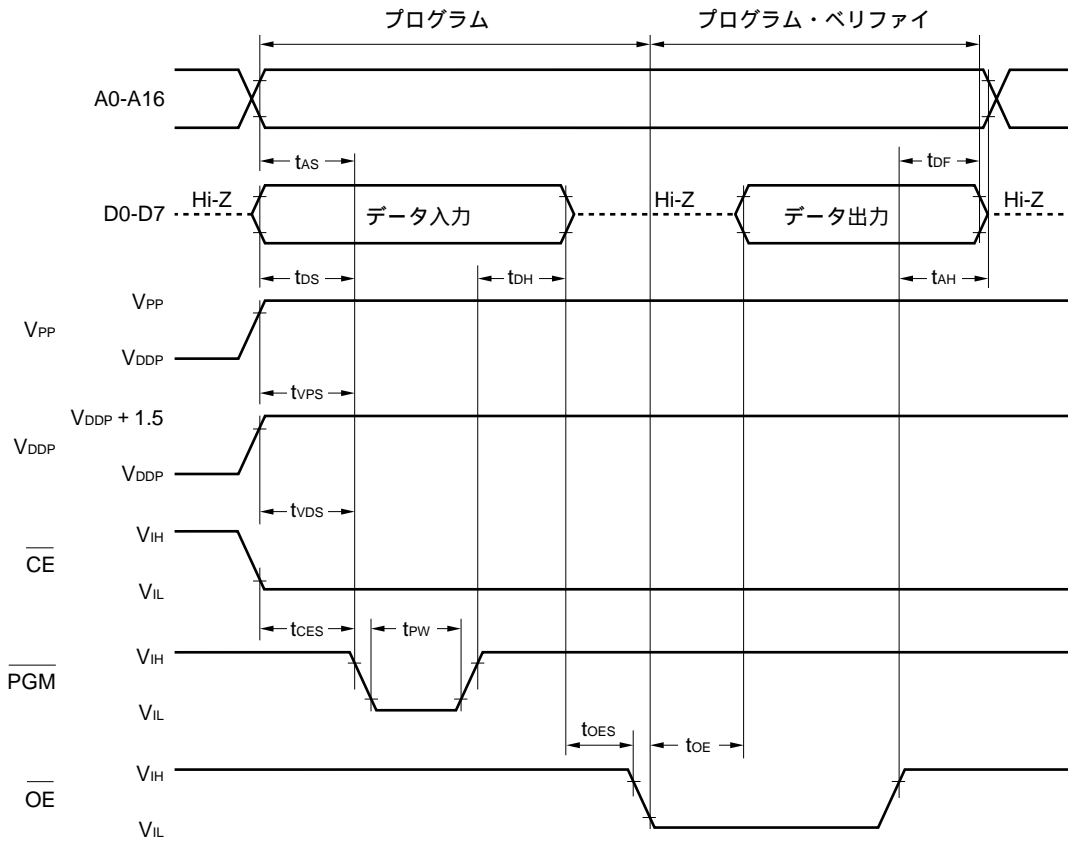 プログラム プログラム・ベリファイ
A0-A16
tAS tDF
D0-D7 Hi-Z データ入力 Hi-Z データ出力 Hi-Z
tDS tDH tAH
VPP
VPP
VDDP
tVPS
VDDP + 1.5
VDDP
VDDP
tVDS
VIH
CE
VIL
tCES tPW
VIH
PGM
VIL
tOES tOE
VIH
OE
VIL